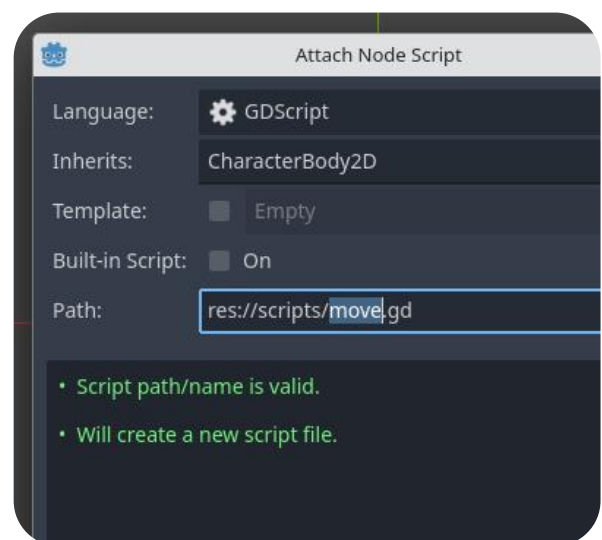 Attach Node Script
Language: GDScript
Inherits: CharacterBody2D
Template: Empty
Built-in Script: On
Path: res://scripts/move.gd
• Script path/name is valid.
• Will create a new script file.